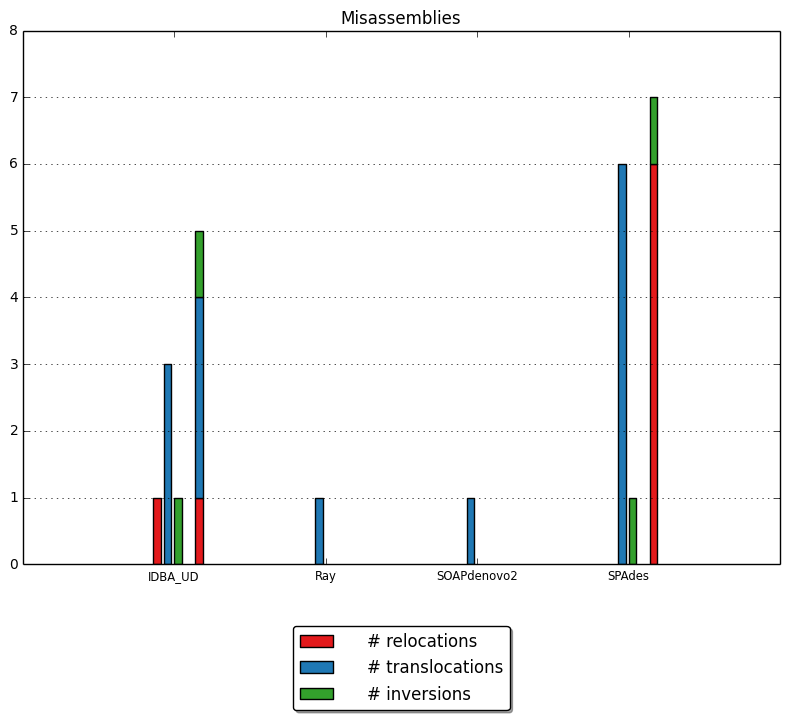 Misassemblies
8
7
6
5
4
3
2
1
0
IDBA_UD Ray SOAPdenovo2 SPAdes
# relocations
# translocations
# inversions